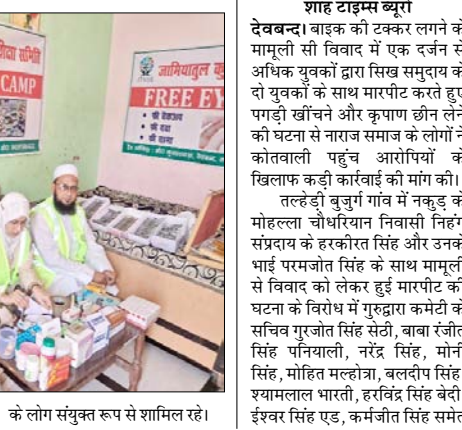 शिक्षा समिति
CAMP
जामियातुल
FREE EY
के लोग संयुक्त रूप से शामिल रहे।
शाह टाइम्स ब्यूरो
देवबन्द। बाइक की टक्कर लगने के
मामूली सी विवाद में एक दर्जन से
अधिक युवकों द्वारा सिख समुदाय के
दो युवकों के साथ मारपीट करते हुए
पगड़ी खींचने और कृपाण छीन लेने
की घटना से नाराज समाज के लोगों ने
कोतवाली पहुंच आरोपियों के
खिलाफ कड़ी कार्रवाई की मांग की।
तल्हेड़ी बुजुर्ग गांव में नकुड़ के
मोहल्ला चौधरियान निवासी निहंग
संप्रदाय के हरकीरत सिंह और उनके
भाई परमजोत सिंह के साथ मामूली
से विवाद को लेकर हुई मारपीट की
घटना के विरोध में गुरुद्वारा कमेटी के
सचिव गुरजोत सिंह सेठी, बाबा रंजीत
सिंह पनियाली, नरेंद्र सिंह, मोनी
सिंह, मोहित मल्होत्रा, बलदीप सिंह
श्यामलाल भारती, हरविंद्र सिंह बेदी
ईश्वर सिंह एड, कर्मजीत सिंह समेत